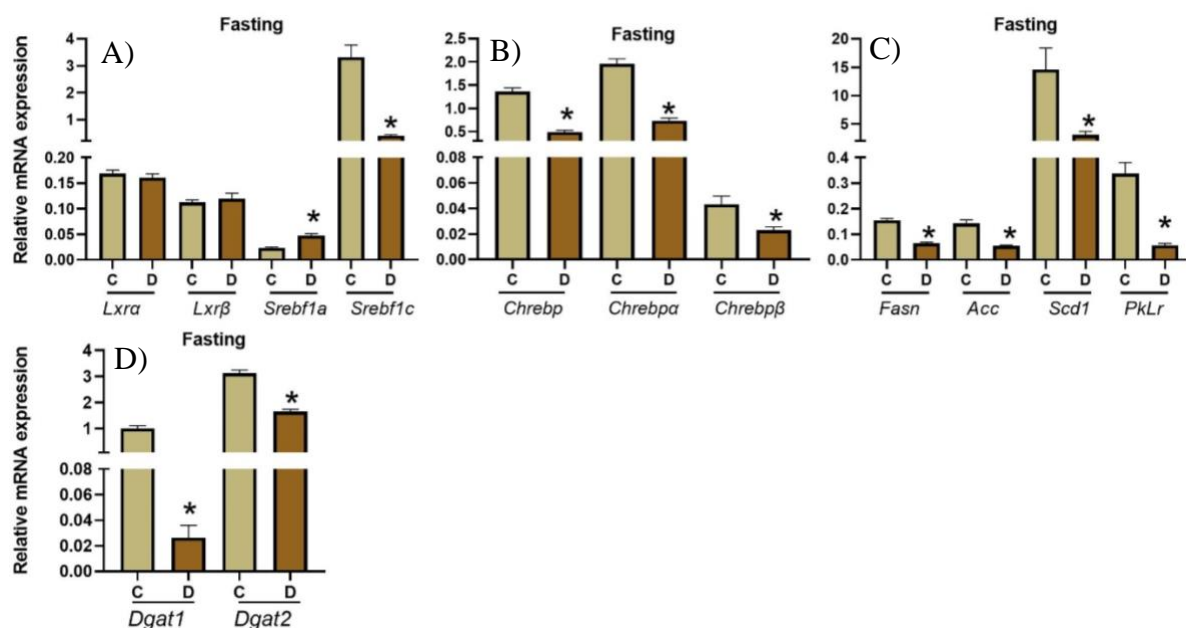 Fasting
A)
Relative mRNA expression
4
3
2
1
0.20
0.15
0.10
0.05
0.00
*
*
C D C D C D C D
Lxrα Lxrβ Srebf1a Srebf1c
Fasting
B)
2.5
2.0
1.5
1.0
0.5
0.08
0.06
0.04
0.02
0.00
*
*
*
C D C D C D
Chrebp Chrebpα Chrebpβ
Fasting
C)
20
15
10
5
0.4
0.3
0.2
0.1
0.0
*
*
*
*
C D C D C D C D
Fasn Acc Scd1 PkLr
Fasting
D)
Relative mRNA expression
4
3
2
1
0.08
0.06
0.04
0.02
0.00
*
*
C D C D
Dgat1 Dgat2